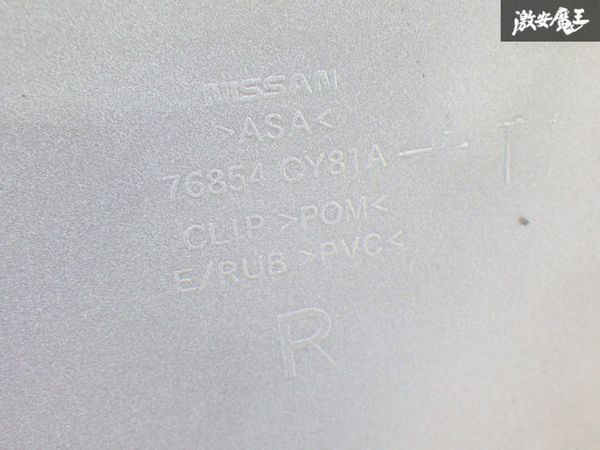 激安魔王
NISSAN
>ASA<
76854 CY81A
CLIP >POM<
E/RUB >PVC<
R